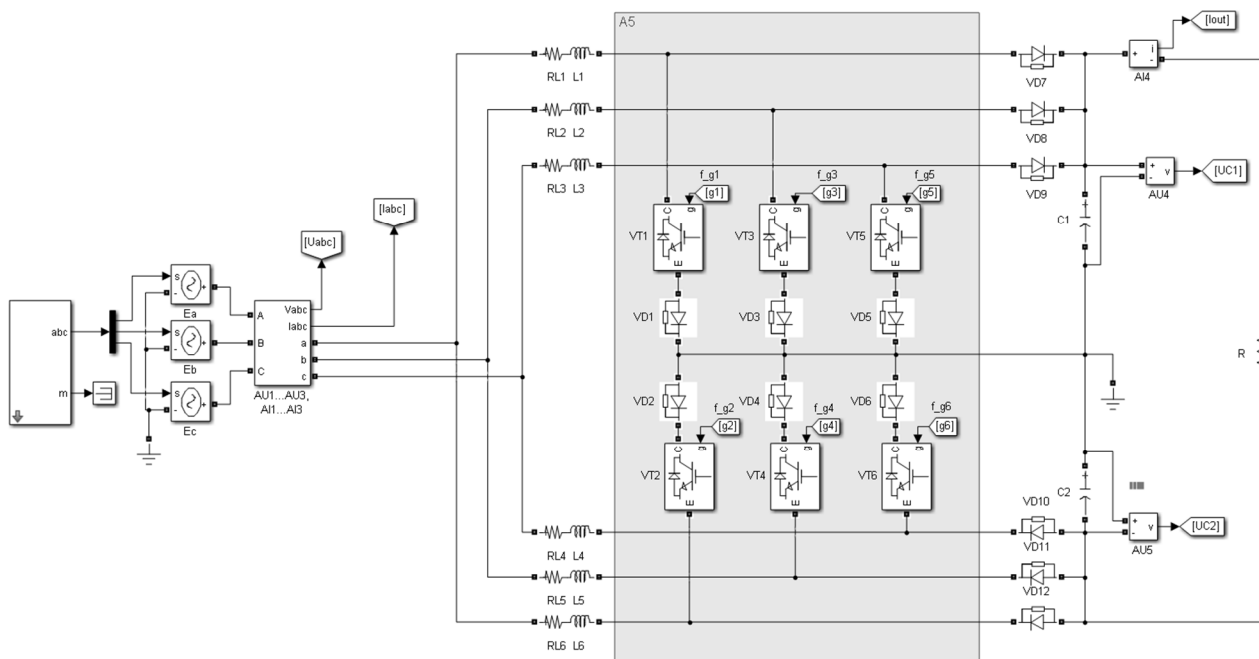 A5
[Iout]
RL1 L1
VD7
i
+
-
AI4
RL2 L2
VD8
RL3 L3
VD9
+
-
v
[UC1]
AU4
f_g1
[g1]
f_g3
[g3]
f_g5
[g5]
[Iabc]
[Uabc]
C1
+
VT1
C
g
E
VT3
C
g
E
VT5
C
g
E
abc
m
s
-
+
Ea
s
-
+
Eb
s
-
+
Ec
A
B
C
Vabc
Iabc
a
b
c
AU1...AU3,
AI1...AI3
VD1
VD3
VD5
R
VD2
VD4
VD6
f_g2
[g2]
f_g4
[g4]
f_g6
[g6]
VT2
C
g
E
VT4
C
g
E
VT6
C
g
E
+
C2
VD10
+
-
v
[UC2]
AU5
RL4 L4
VD11
RL5 L5
VD12
RL6 L6